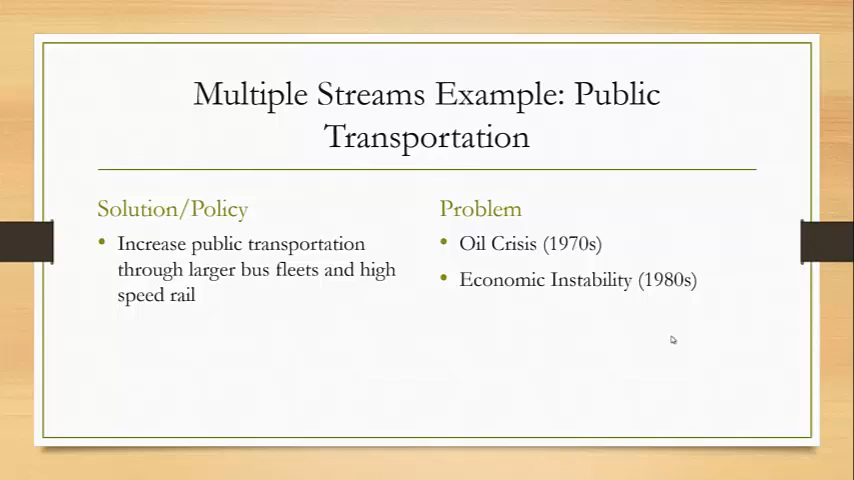 Multiple Streams Example: Public
Transportation
Solution/Policy
• Increase public transportation
through larger bus fleets and high
speed rail
Problem
• Oil Crisis (1970s)
• Economic Instability (1980s)